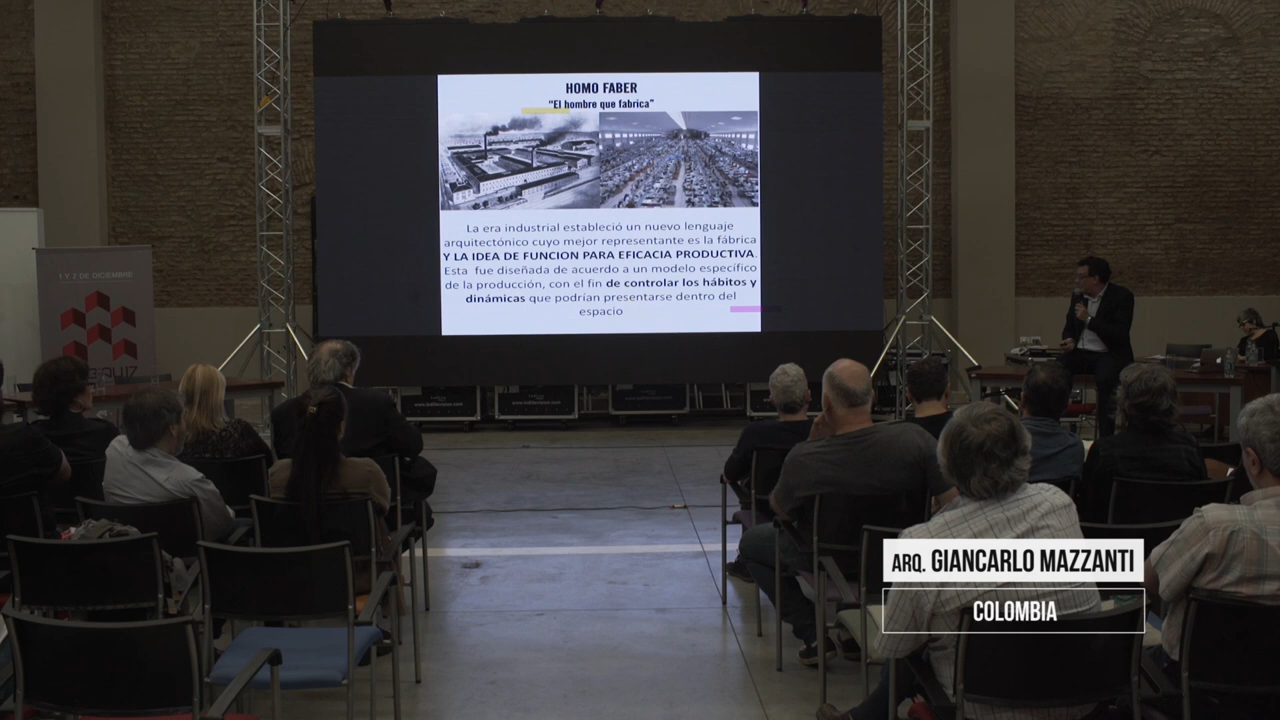 HOMO FABER
"El hombre que fabrica"
La era industrial estableció un nuevo lenguaje
arquitectónico cuyo mejor representante es la fábrica
Y LA IDEA DE FUNCION PARA EFICACIA PRODUCTIVA.
Esta fue diseñada de acuerdo a un modelo específico
de la producción, con el fin de controlar los hábitos y
dinámicas que podrían presentarse dentro del
espacio
1 Y 2 DE DICIEMBRE
QUIZ
ARQ. GIANCARLO MAZZANTI
COLOMBIA